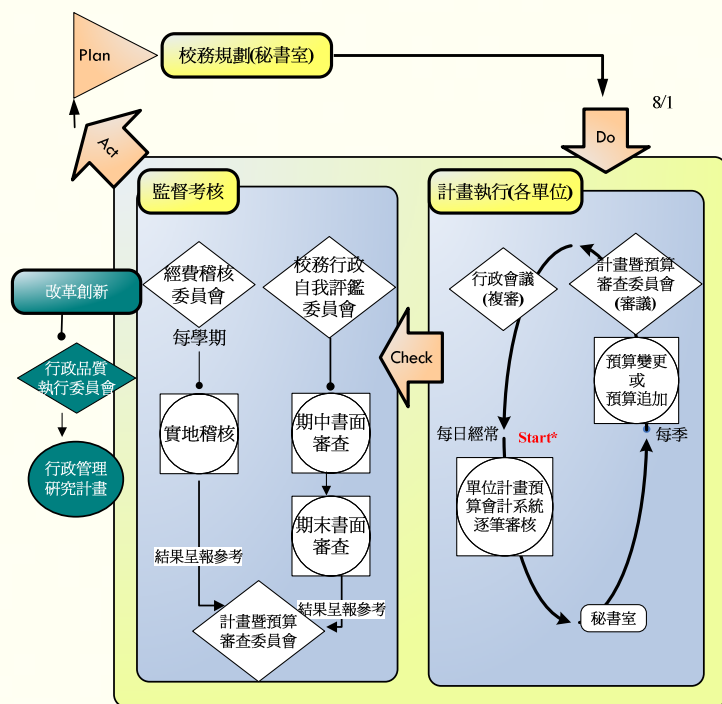 Plan
校務規劃(秘書室)
8/1
Do
Act
監督考核
計畫執行(各單位)
經費稽核
委員會
校務行政
自我評鑑
委員會
行政會議
(複審)
計畫暨預算
審查委員會
(審議)
改革創新
每學期
Check
行政品質
執行委員會
預算變更
或
預算追加
實地稽核
期中書面
審查
每日經常
Start*
每季
行政管理
研究計畫
單位計畫預
算會計系統
逐筆審核
期末書面
審查
結果呈報參考
結果呈報參考
計畫暨預算
審查委員會
秘書室